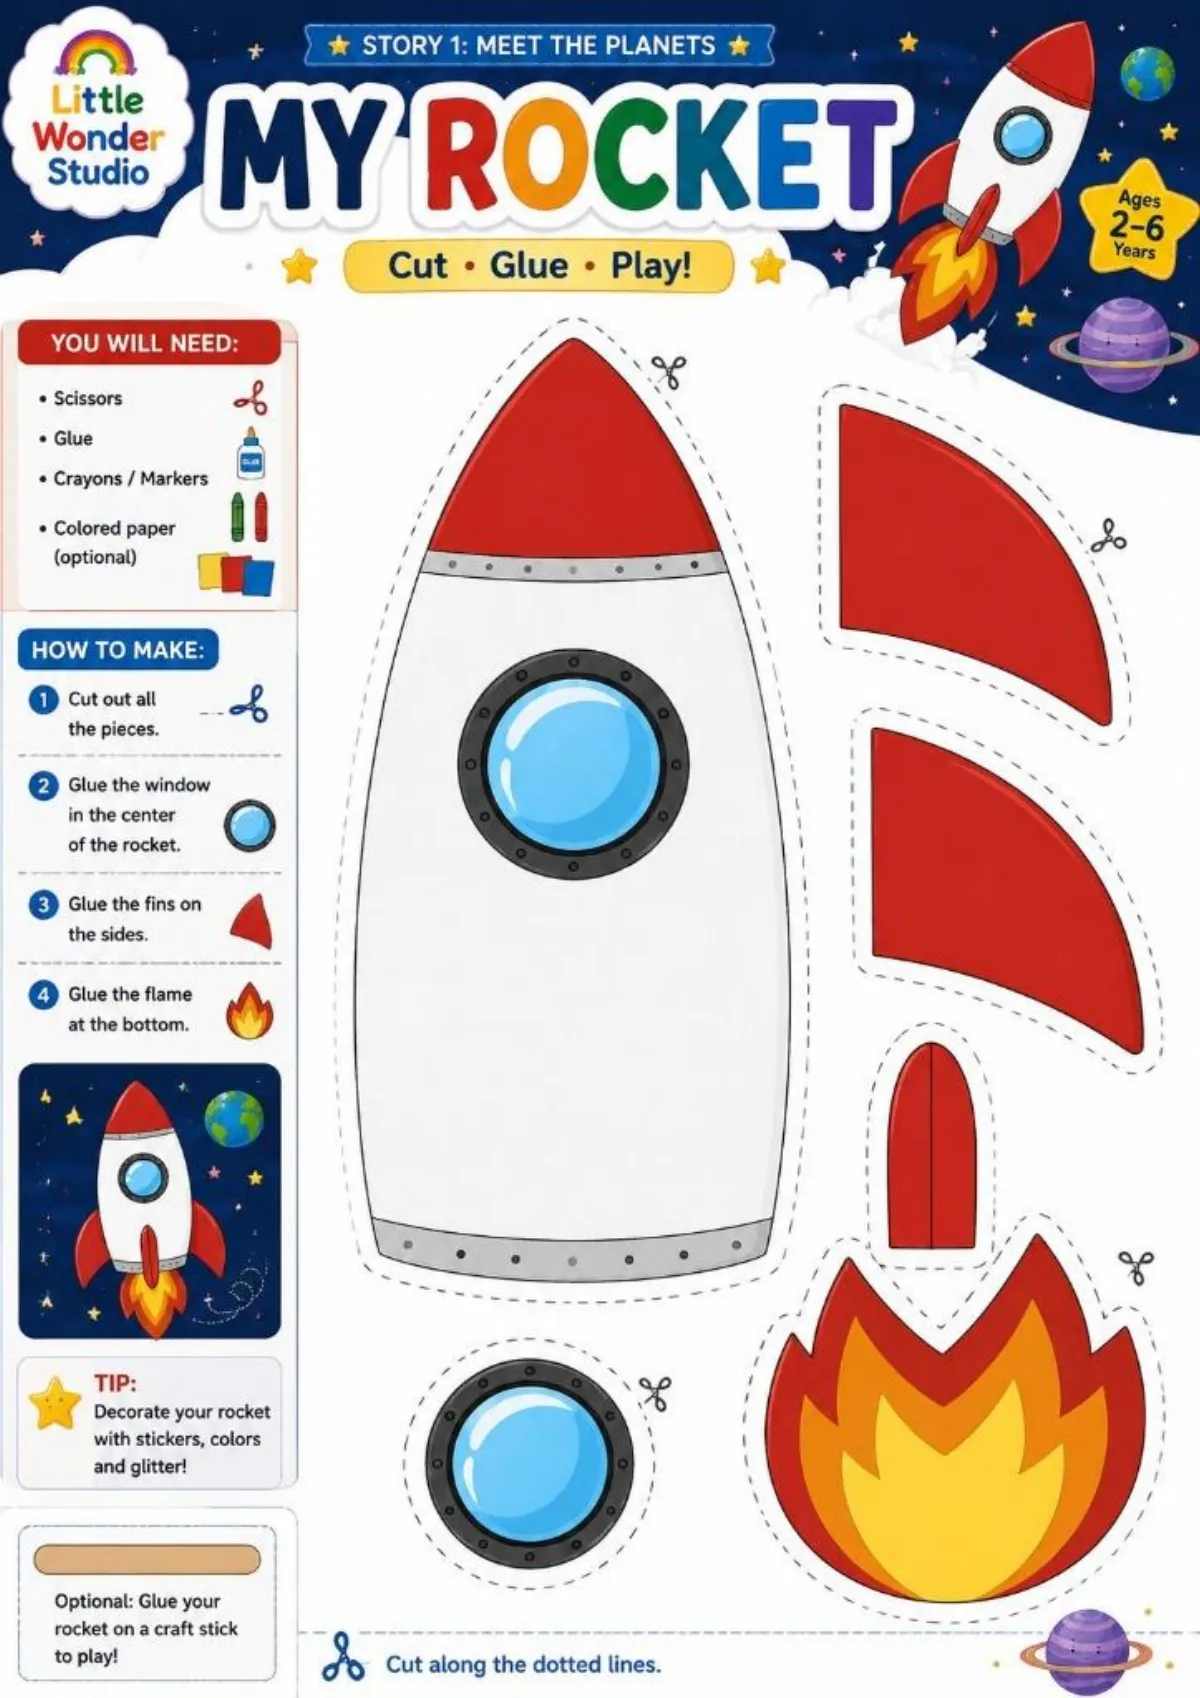 Little
Wonder
Studio
STORY 1: MEET THE PLANETS
MY ROCKET
Cut • Glue • Play!
Ages
2–6
Years
YOU WILL NEED:
• Scissors
• Glue
GLUE
• Crayons / Markers
• Colored paper
(optional)
HOW TO MAKE:
1 Cut out all
the pieces.
2 Glue the window
in the center
of the rocket.
3 Glue the fins on
the sides.
4 Glue the flame
at the bottom.
TIP:
Decorate your rocket
with stickers, colors
and glitter!
Optional: Glue your
rocket on a craft stick
to play!
Cut along the dotted lines.